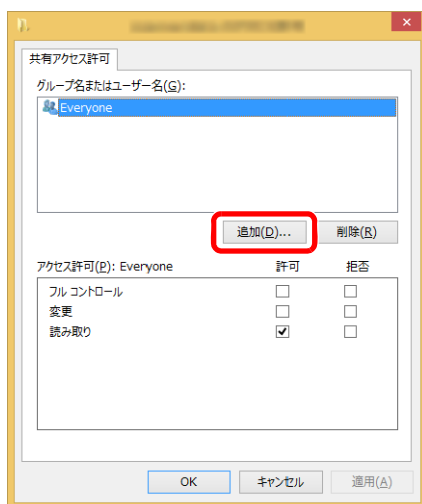 共有アクセス許可
グループ名またはユーザー名(G):
Everyone
追加(D)... 削除(R)
アクセス許可(P): Everyone 許可 拒否
フル コントロール
変更
読み取り
OK キャンセル 適用(A)